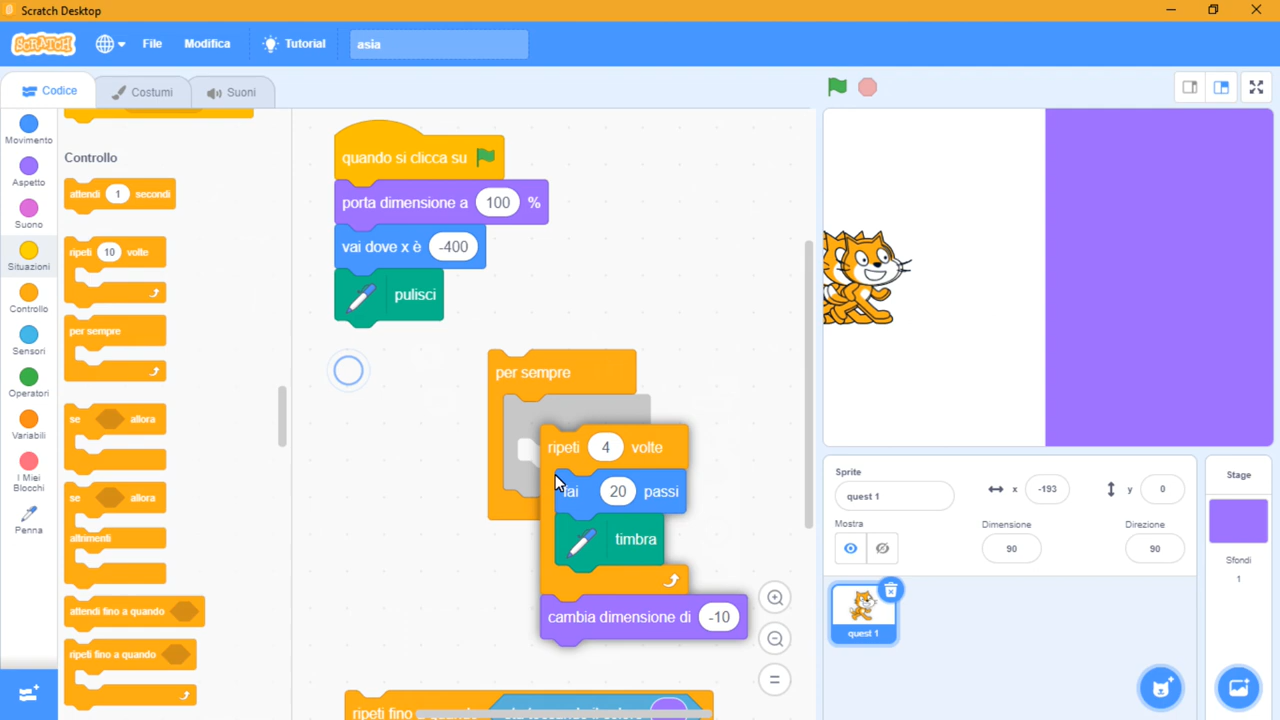 Scratch Desktop
SCRATCH File Modifica Tutorial asia
Codice Costumi Suoni
Movimento
Aspetto
Suono
Situazioni
Controllo
Sensori
Operatori
Variabili
I Miei
Blocchi
Penna
Controllo
attendi 1 secondi
ripeti 10 volte
per sempre
se allora
se allora
altrimenti
attendi fino a quando
ripeti fino a quando
quando si clicca su
porta dimensione a 100 %
vai dove x è -400
pulisci
per sempre
ripeti 4 volte
fai 20 passi
timbra
cambia dimensione di -10
ripeti fino a quando sta toccando il colore
Sprite
quest 1
x -193
y 0
Mostra
Dimensione
90
Direzione
90
quest 1
Stage
Sfondi
1